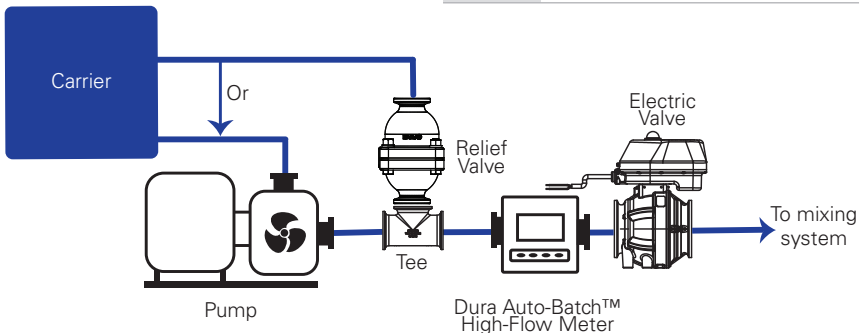 Carrier
Or
Electric
Valve
Relief
Valve
To mixing
system
Tee
Pump
Dura Auto-Batch™
High-Flow Meter